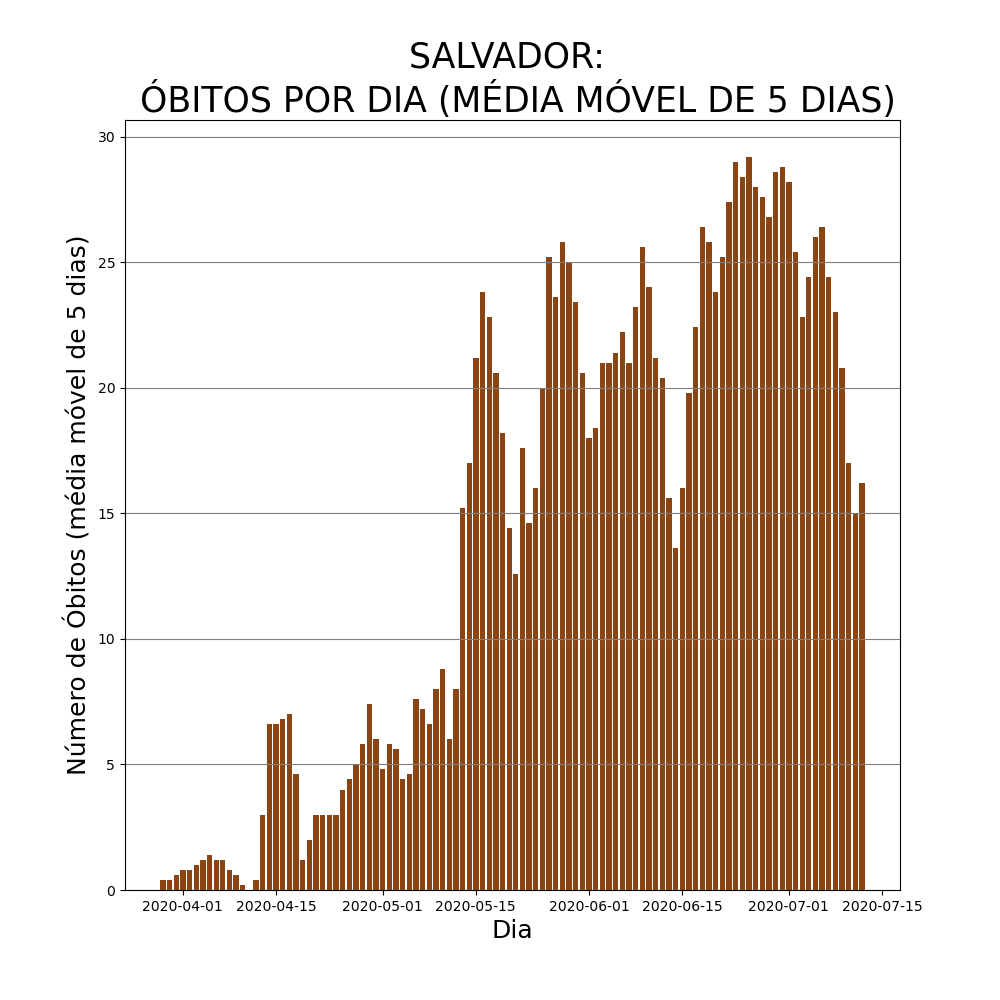 SALVADOR:
ÓBITOS POR DIA (MÉDIA MÓVEL DE 5 DIAS)
Número de Óbitos (média móvel de 5 dias)
30
25
20
15
10
5
0
2020-04-01 2020-04-15 2020-05-01 2020-05-15 2020-06-01 2020-06-15 2020-07-01 2020-07-15
Dia